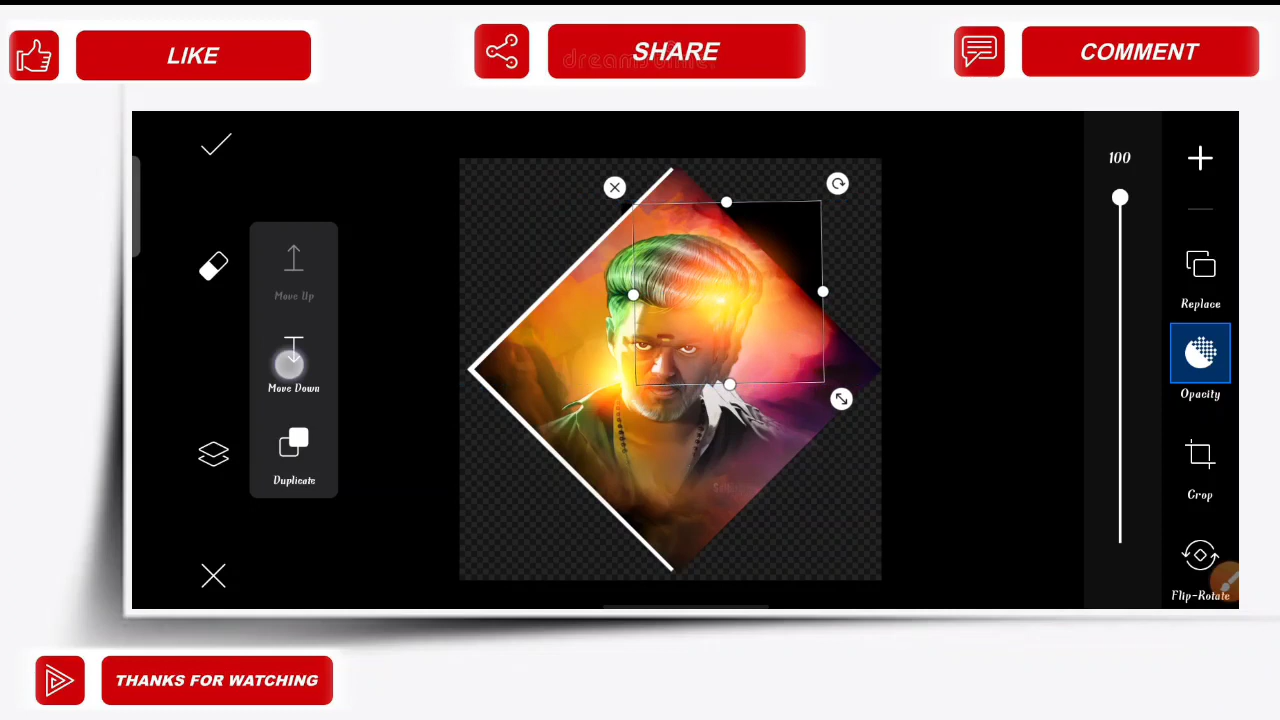 LIKE
SHARE
COMMENT
100
Move Up
Replace
Move Down
Opacity
Duplicate
Crop
Flip-Rotate
THANKS FOR WATCHING